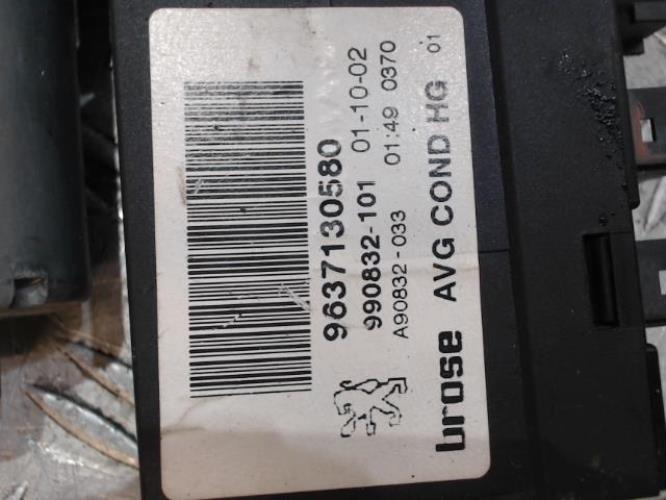 9637130580
990832-101 01-10-02
A90832-033 01:49 0370
brose AVG COND HG 01